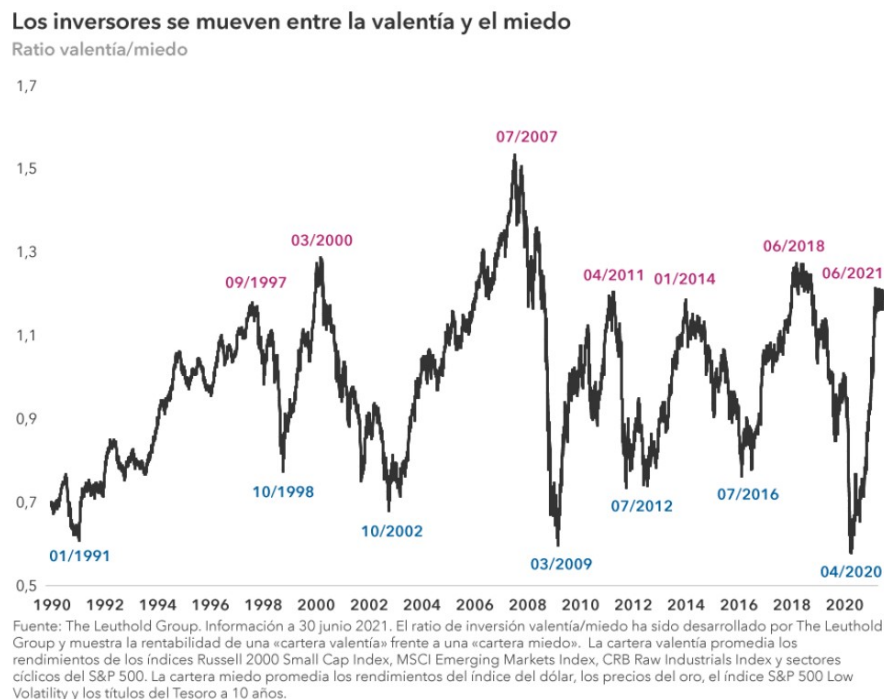 Los inversores se mueven entre la valentía y el miedo
Ratio valentía/miedo
1,7
07/2007
1,5
03/2000
1,3
06/2018
09/1997
04/2011
01/2014
06/2021
1,1
0,9
10/1998
0,7
10/2002
07/2012
07/2016
01/1991
03/2009
04/2020
0,5
1990 1992 1994 1996 1998 2000 2002 2004 2006 2008 2010 2012 2014 2016 2018 2020
Fuente: The Leuthold Group. Información a 30 junio 2021. El ratio de inversión valentía/miedo ha sido desarrollado por The Leuthold
Group y muestra la rentabilidad de una «cartera valentía» frente a una «cartera miedo». La cartera valentía promedia los
rendimientos de los índices Russell 2000 Small Cap Index, MSCI Emerging Markets Index, CRB Raw Industrials Index y sectores
cíclicos del S&P 500. La cartera miedo promedia los rendimientos del índice del dólar, los precios del oro, el índice S&P 500 Low
Volatility y los títulos del Tesoro a 10 años.